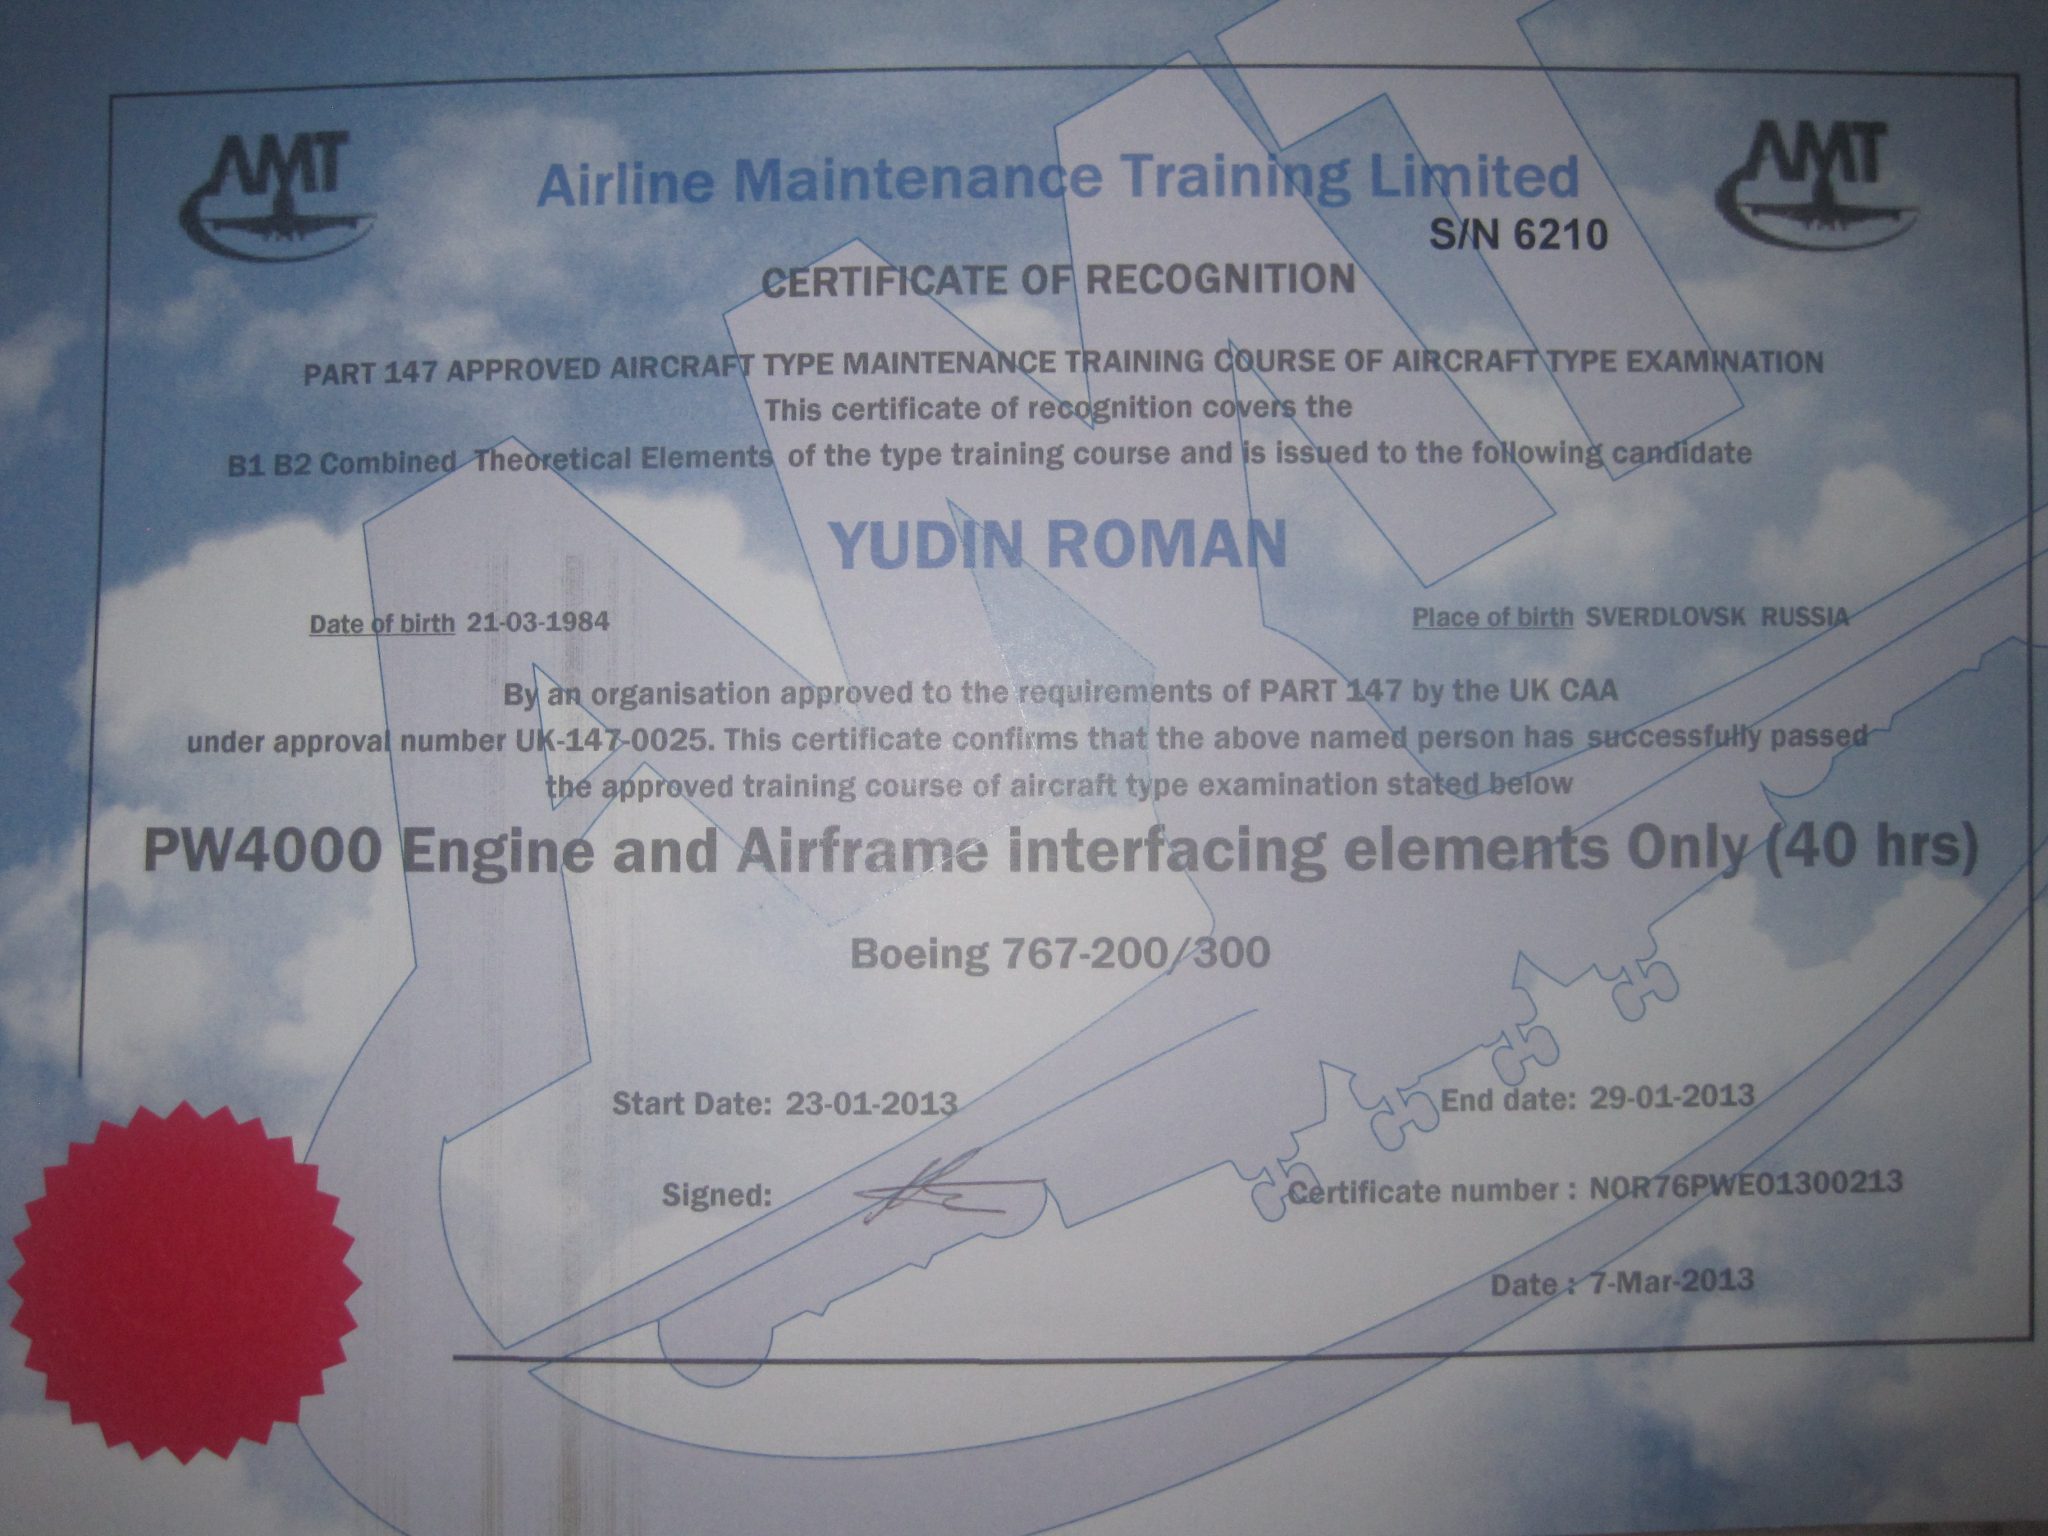 AMT
AMT
Airline Maintenance Training Limited
S/N 6210
CERTIFICATE OF RECOGNITION
PART 147 APPROVED AIRCRAFT TYPE MAINTENANCE TRAINING COURSE OF AIRCRAFT TYPE EXAMINATION
This certificate of recognition covers the
B1 B2 Combined Theoretical Elements of the type training course and is issued to the following candidate
YUDIN ROMAN
Date of birth 21-03-1984 Place of birth SVERDLOVSK RUSSIA
By an organisation approved to the requirements of PART 147 by the UK CAA
under approval number UK-147-0025. This certificate confirms that the above named person has successfully passed
the approved training course of aircraft type examination stated below
PW4000 Engine and Airframe interfacing elements Only (40 hrs)
Boeing 767-200/300
Start Date: 23-01-2013 End date: 29-01-2013
Signed: Certificate number : NOR76PWEO1300213
Date : 7-Mar-2013